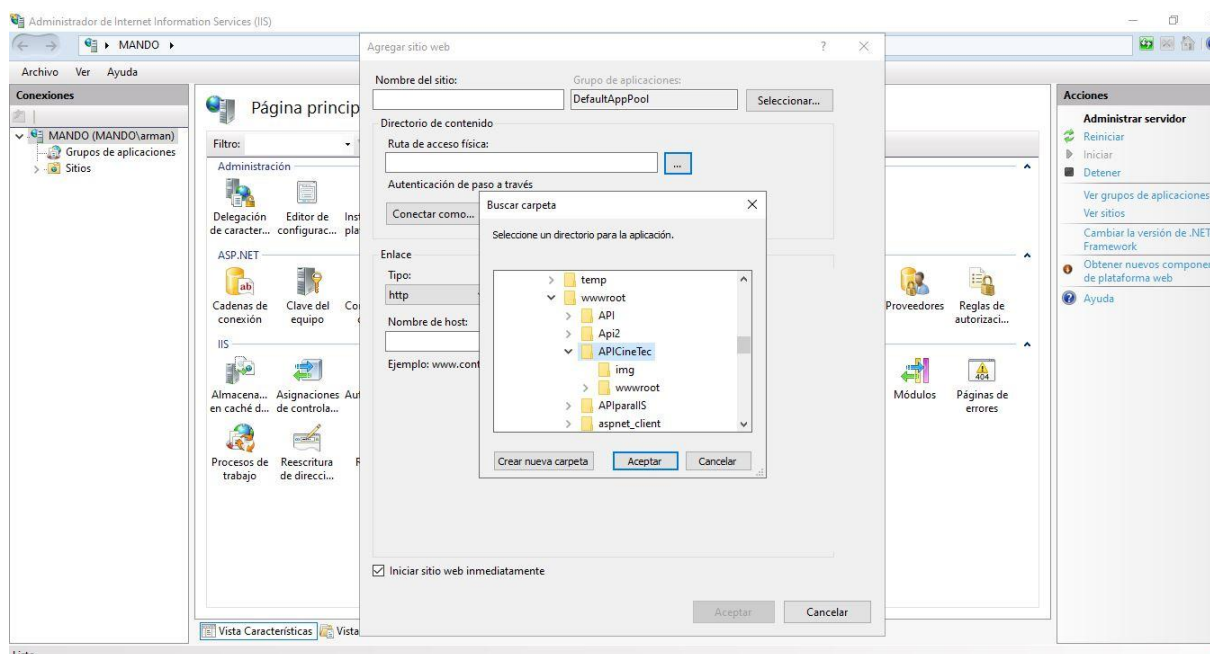 Administrador de Internet Information Services (IIS)
MANDO
Archivo Ver Ayuda
Conexiones
MANDO (MANDO\arman)
Grupos de aplicaciones
Sitios
Página princip
Filtro:
Administración
Delegación de caracter...
Editor de configurac...
Inst
pla
ASP.NET
Cadenas de conexión
Clave del equipo
Proveedores
Reglas de autorizaci...
IIS
Almacena... en caché d...
Asignaciones de controla...
Módulos
Páginas de errores
Procesos de trabajo
Reescritura de direcci...
Vista Características
Vista
Agregar sitio web
Nombre del sitio:
Grupo de aplicaciones:
DefaultAppPool
Seleccionar...
Directorio de contenido
Ruta de acceso física:
...
Autenticación de paso a través
Conectar como...
Enlace
Tipo:
http
Nombre de host:
Ejemplo: www.cont
Iniciar sitio web inmediatamente
Aceptar
Cancelar
Buscar carpeta
Seleccione un directorio para la aplicación.
temp
wwwroot
API
Api2
APICineTec
img
wwwroot
APIparaIIS
aspnet_client
Crear nueva carpeta
Aceptar
Cancelar
Acciones
Administrar servidor
Reiniciar
Iniciar
Detener
Ver grupos de aplicaciones
Ver sitios
Cambiar la versión de .NET
Framework
Obtener nuevos compone
de plataforma web
Ayuda